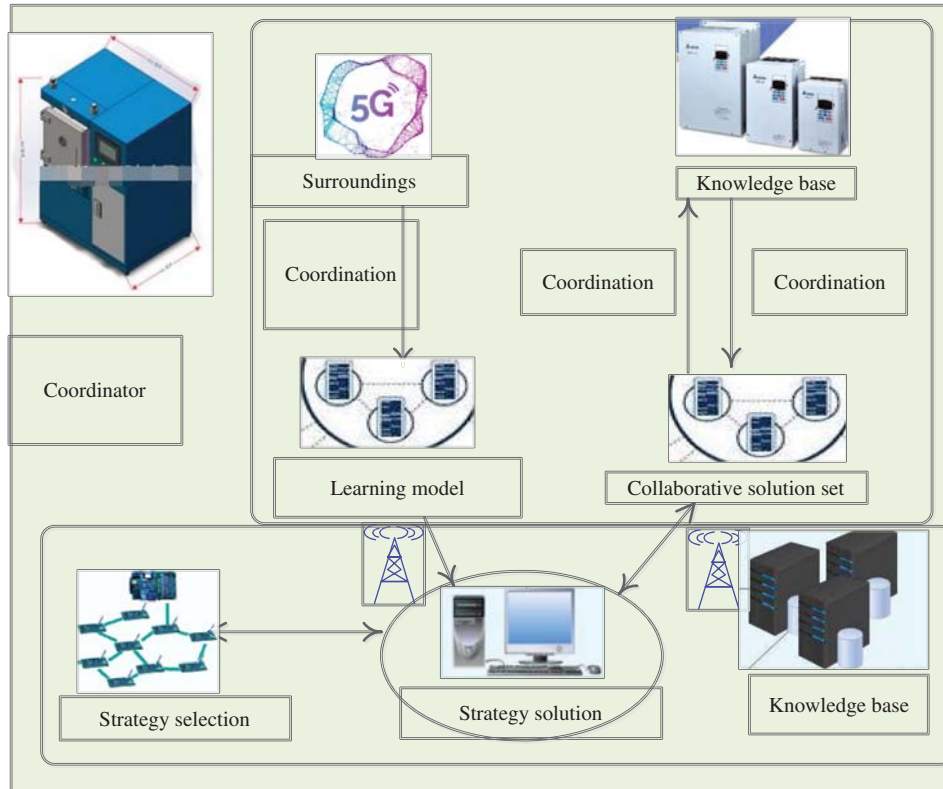 5G
Surroundings
Knowledge base
Coordination
Coordination
Coordination
Coordinator
Learning model
Collaborative solution set
Strategy selection
Strategy solution
Knowledge base